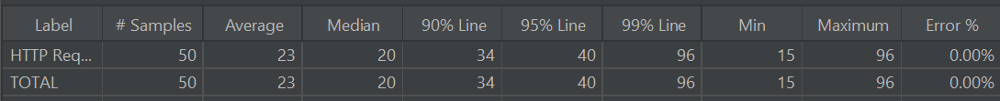 Label # Samples Average Median 90% Line 95% Line 99% Line Min Maximum Error %
HTTP Req... 50 23 20 34 40 96 15 96 0.00%
TOTAL 50 23 20 34 40 96 15 96 0.00%